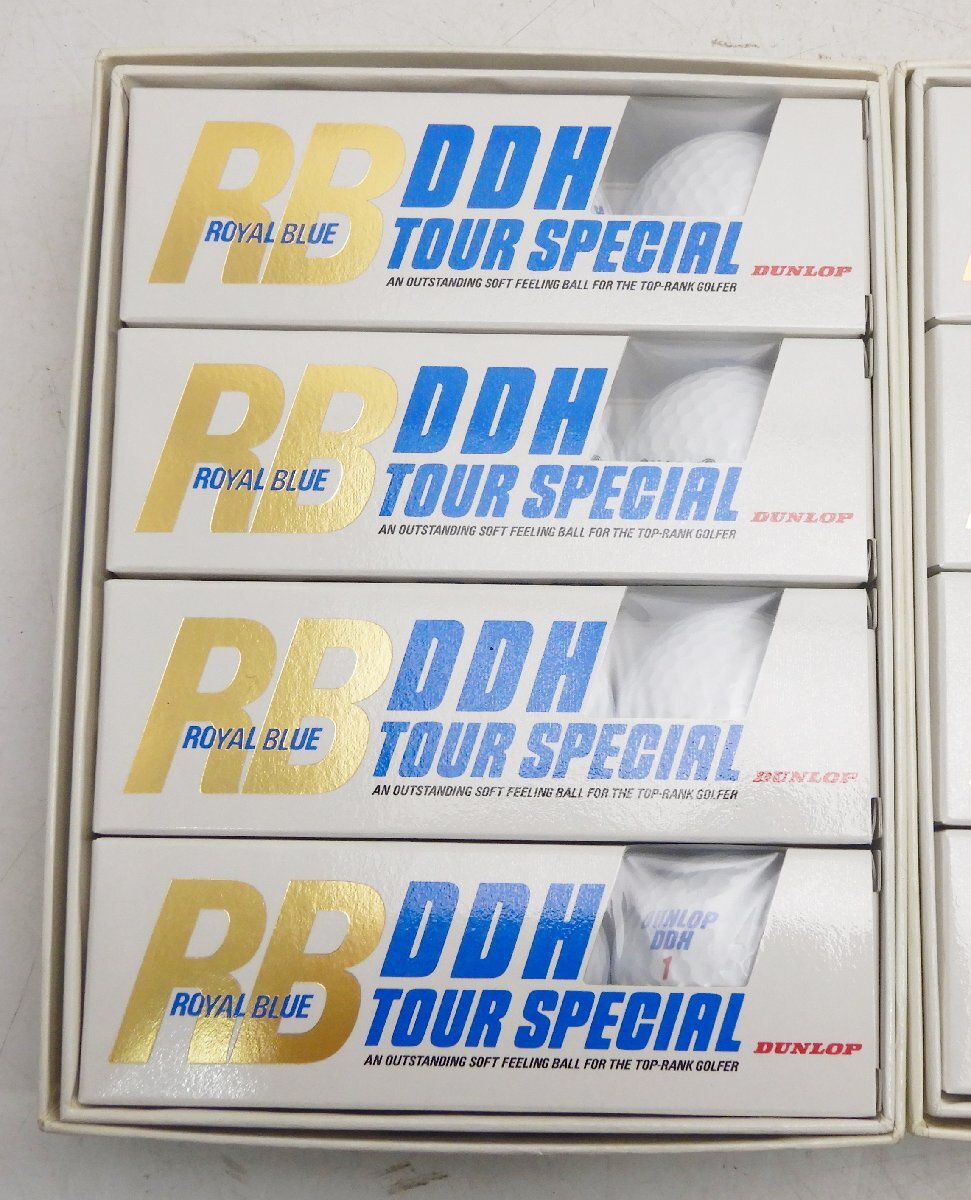 RB
ROYAL BLUE
DDH
TOUR SPECIAL
DUNLOP
AN OUTSTANDING SOFT FEELING BALL FOR THE TOP-RANK GOLFER
RB
ROYAL BLUE
DDH
TOUR SPECIAL
DUNLOP
AN OUTSTANDING SOFT FEELING BALL FOR THE TOP-RANK GOLFER
RB
ROYAL BLUE
DDH
TOUR SPECIAL
DUNLOP
AN OUTSTANDING SOFT FEELING BALL FOR THE TOP-RANK GOLFER
RB
ROYAL BLUE
DDH
TOUR SPECIAL
DUNLOP
AN OUTSTANDING SOFT FEELING BALL FOR THE TOP-RANK GOLFER
DUNLOP
DDH
1